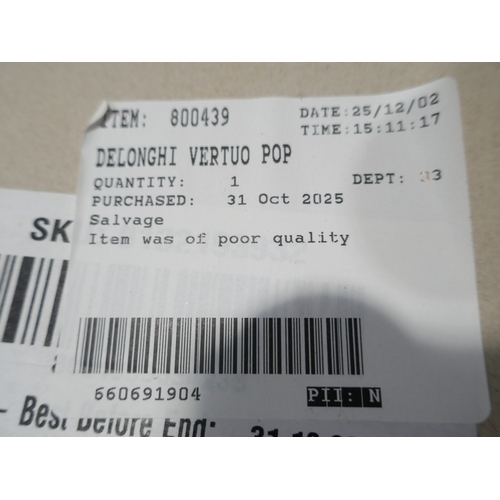 ITEM: 800439 DATE:25/12/02
TIME:15:11:17
DELONGHI VERTUO POP
QUANTITY: 1 DEPT:
PURCHASED: 31 Oct 2025
Salvage
Item was of poor quality
SK
660691904 PII: N
- Best Before End: